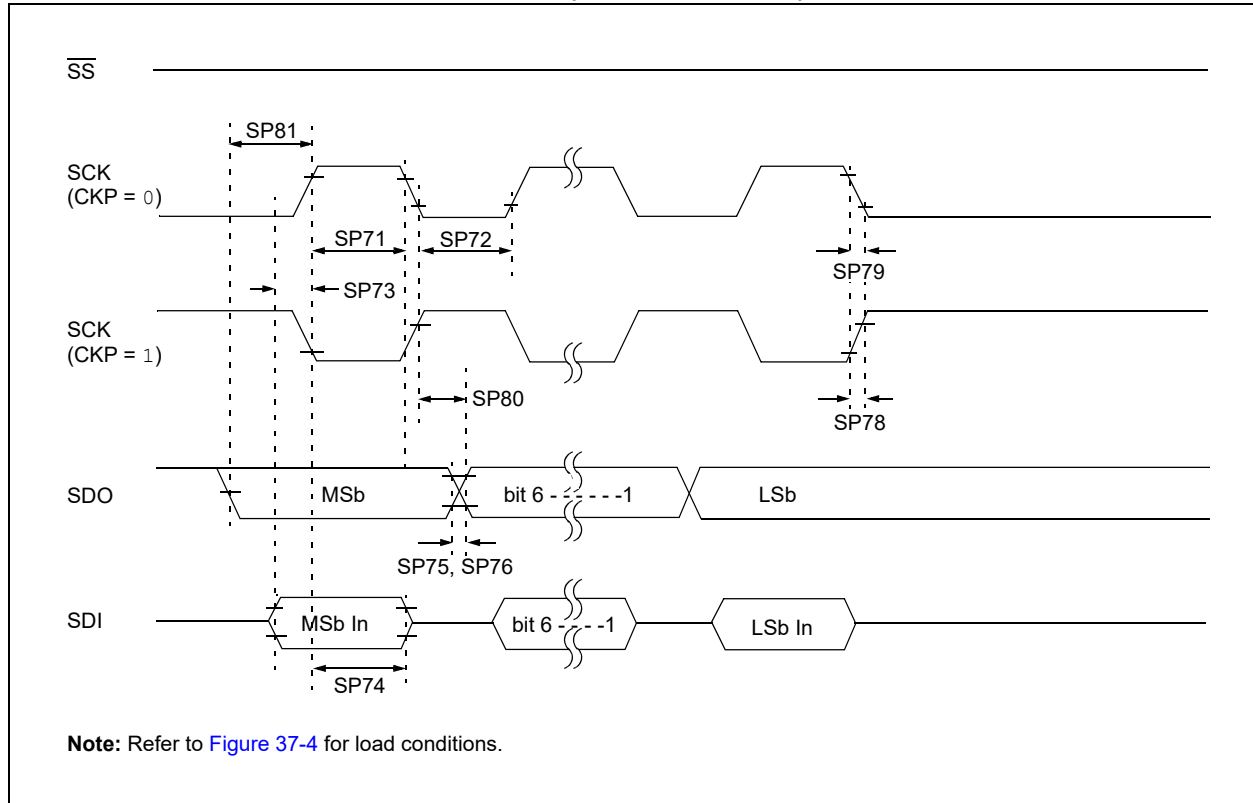 SS
SP81
SCK
(CKP = 0)
SP71
SP72
SP79
SP73
SCK
(CKP = 1)
SP80
SP78
SDO
MSb
bit 6 - - - - - -1
LSb
SP75, SP76
SDI
MSb In
bit 6 - - - - -1
LSb In
SP74
Note: Refer to Figure 37-4 for load conditions.